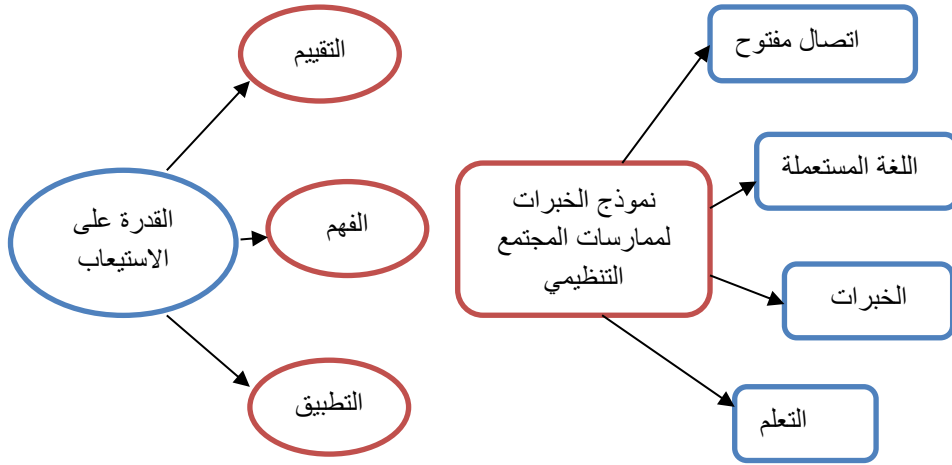 اتصال مفتوح
اللغة المستعملة
نموذج الخبرات
لممارسات المجتمع
التنظيمي
الخبرات
التعلم
التقييم
القدرة على
الاستيعاب
الفهم
التطبيق